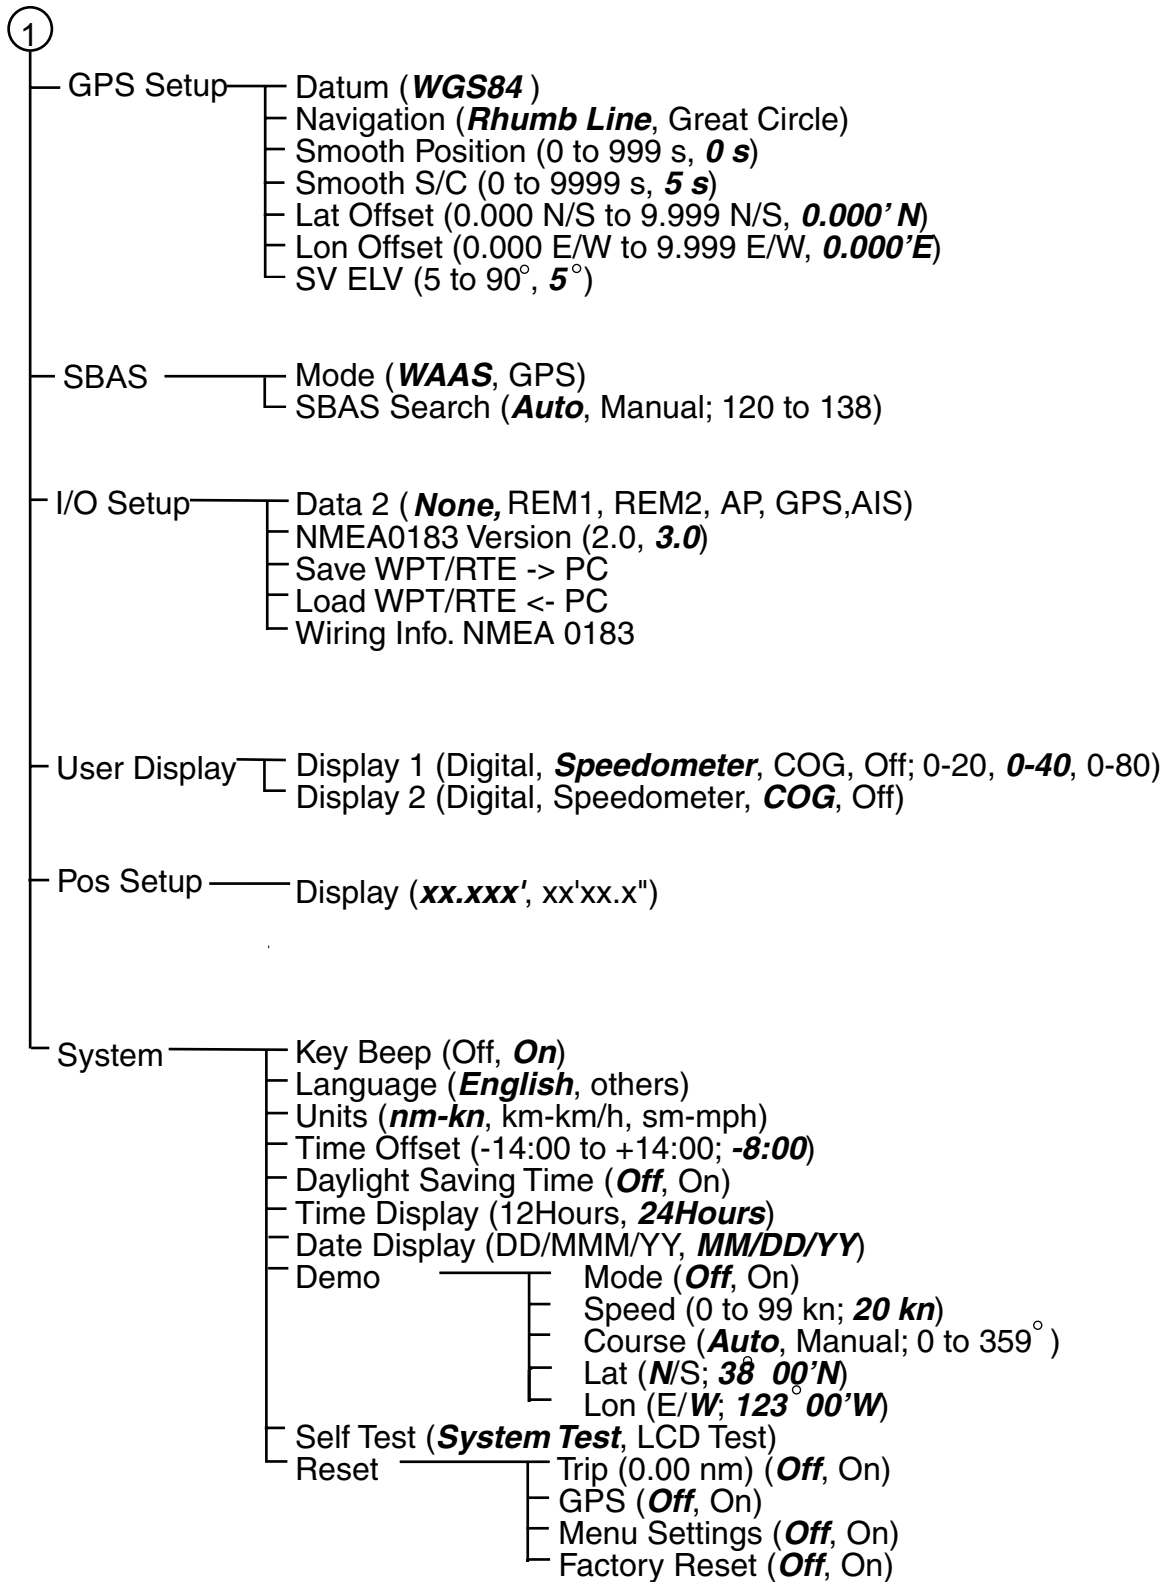 1
GPS Setup Datum (WGS84 )
Navigation (Rhumb Line, Great Circle)
Smooth Position (0 to 999 s, 0 s)
Smooth S/C (0 to 9999 s, 5 s)
Lat Offset (0.000 N/S to 9.999 N/S, 0.000’ N)
Lon Offset (0.000 E/W to 9.999 E/W, 0.000’E)
SV ELV (5 to 90°, 5°)
SBAS Mode (WAAS, GPS)
SBAS Search (Auto, Manual; 120 to 138)
I/O Setup Data 2 (None, REM1, REM2, AP, GPS,AIS)
NMEA0183 Version (2.0, 3.0)
Save WPT/RTE -> PC
Load WPT/RTE <- PC
Wiring Info. NMEA 0183
User Display Display 1 (Digital, Speedometer, COG, Off; 0-20, 0-40, 0-80)
Display 2 (Digital, Speedometer, COG, Off)
Pos Setup Display (xx.xxx', xx'xx.x")
System Key Beep (Off, On)
Language (English, others)
Units (nm-kn, km-km/h, sm-mph)
Time Offset (-14:00 to +14:00; -8:00)
Daylight Saving Time (Off, On)
Time Display (12Hours, 24Hours)
Date Display (DD/MMM/YY, MM/DD/YY)
Demo Mode (Off, On)
Speed (0 to 99 kn; 20 kn)
Course (Auto, Manual; 0 to 359° )
Lat (N/S; 38° 00’N)
Lon (E/W; 123°00’W)
Self Test (System Test, LCD Test)
Reset Trip (0.00 nm) (Off, On)
GPS (Off, On)
Menu Settings (Off, On)
Factory Reset (Off, On)